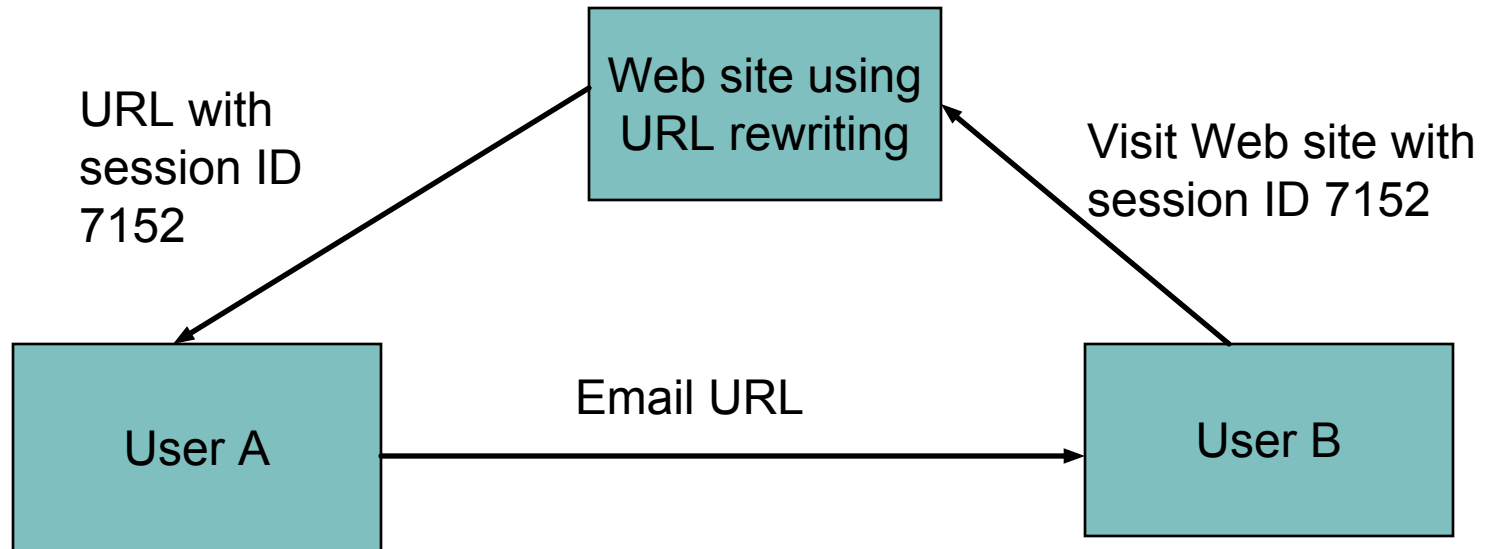 Web site using
URL rewriting
URL with
session ID
7152
Visit Web site with
session ID 7152
Email URL
User A
User B